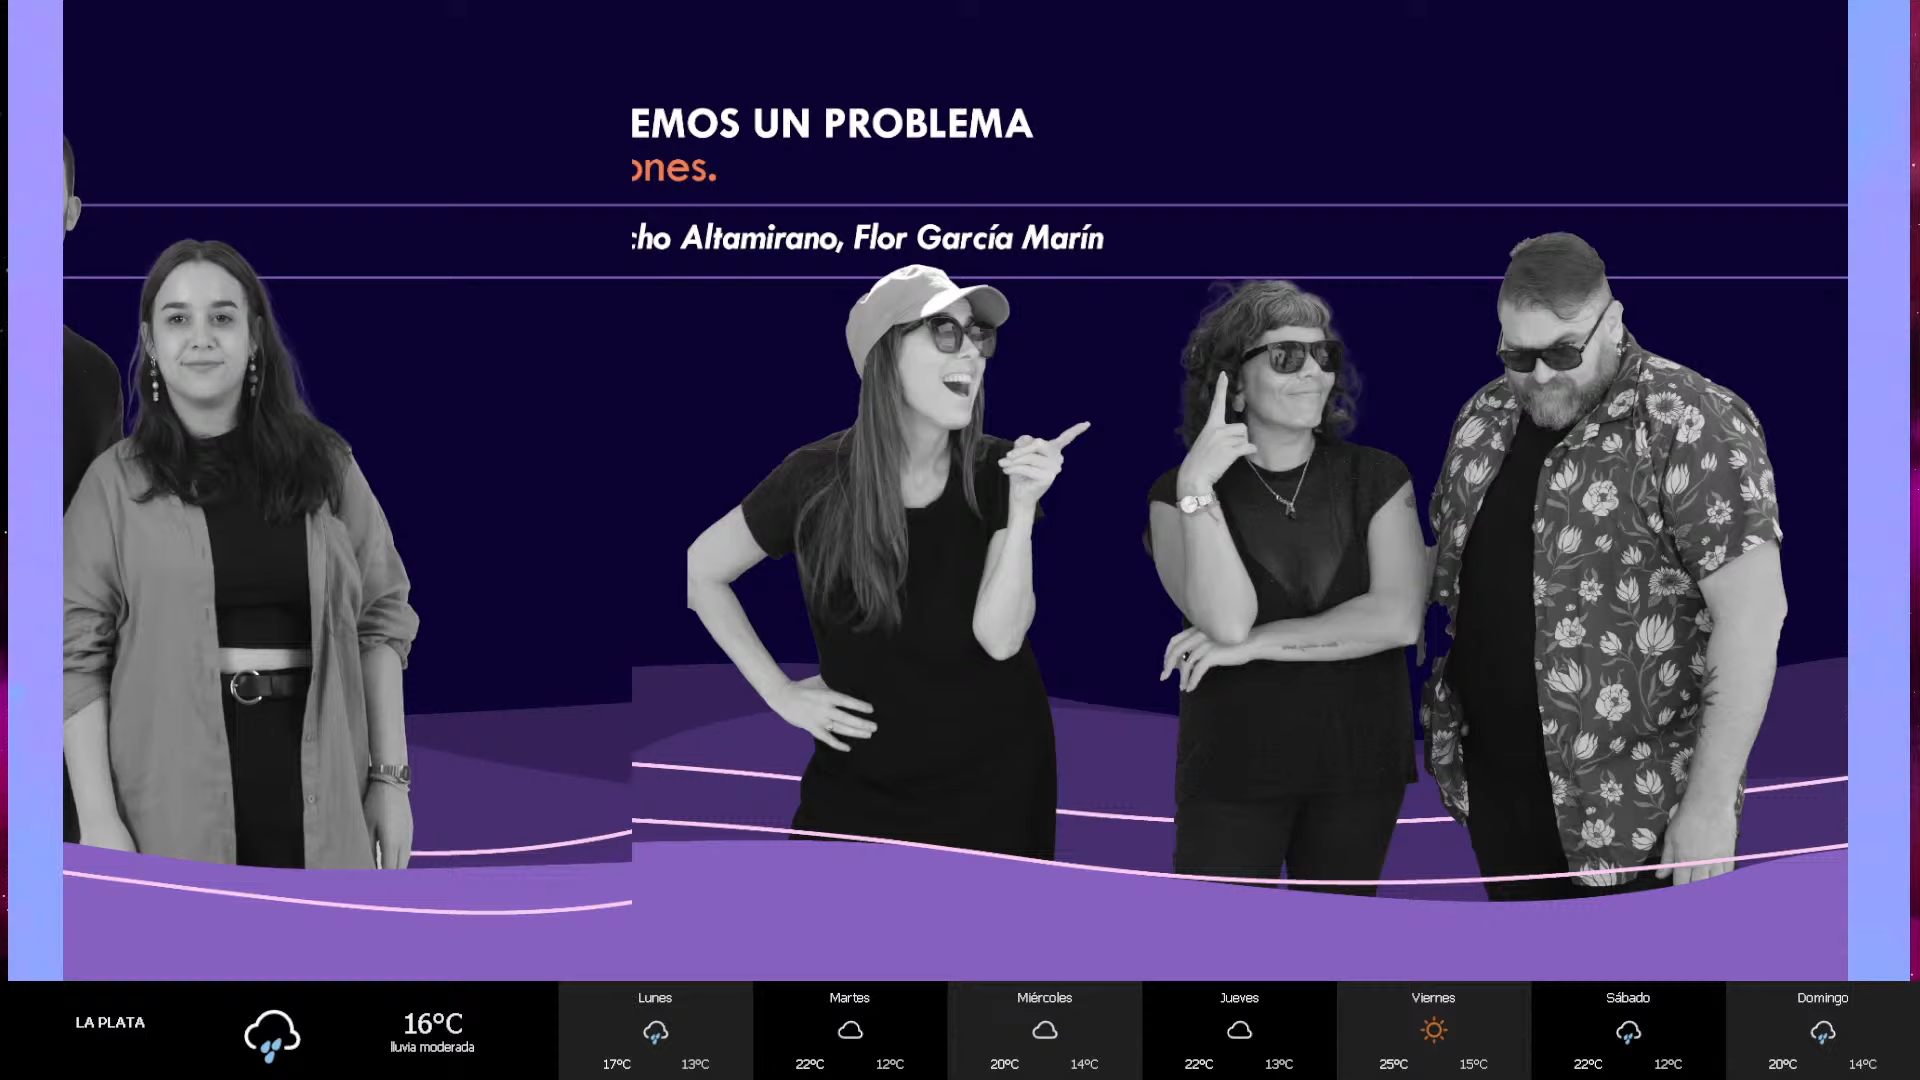 EMOS UN PROBLEMA
ones.
cho Altamirano, Flor García Marín
LA PLATA
16°C
lluvia moderada
Lunes
17°C 13°C
Martes
22°C 12°C
Miércoles
20°C 14°C
Jueves
22°C 13°C
Viernes
25°C 15°C
Sábado
22°C 12°C
Domingo
20°C 14°C